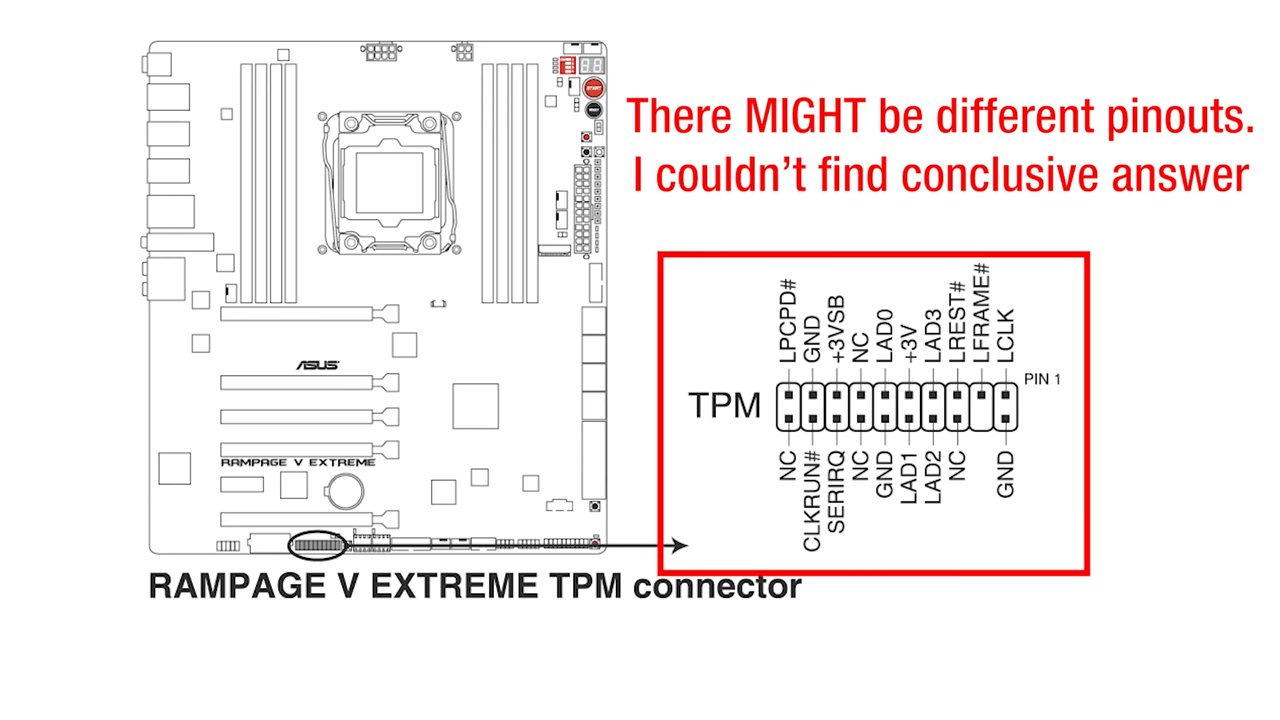 88
START
There MIGHT be different pinouts.
I couldn't find conclusive answer
LPCPD#
GND
+3VSB
NC
LAD0
+3V
LAD3
LREST#
LFRAME#
LCLK
PIN 1
TPM
NC
CLKRUN#
SERIRQ
NC
GND
LAD1
LAD2
NC
GND
ASUS
RAMPAGE V EXTREME
RAMPAGE V EXTREME TPM connector